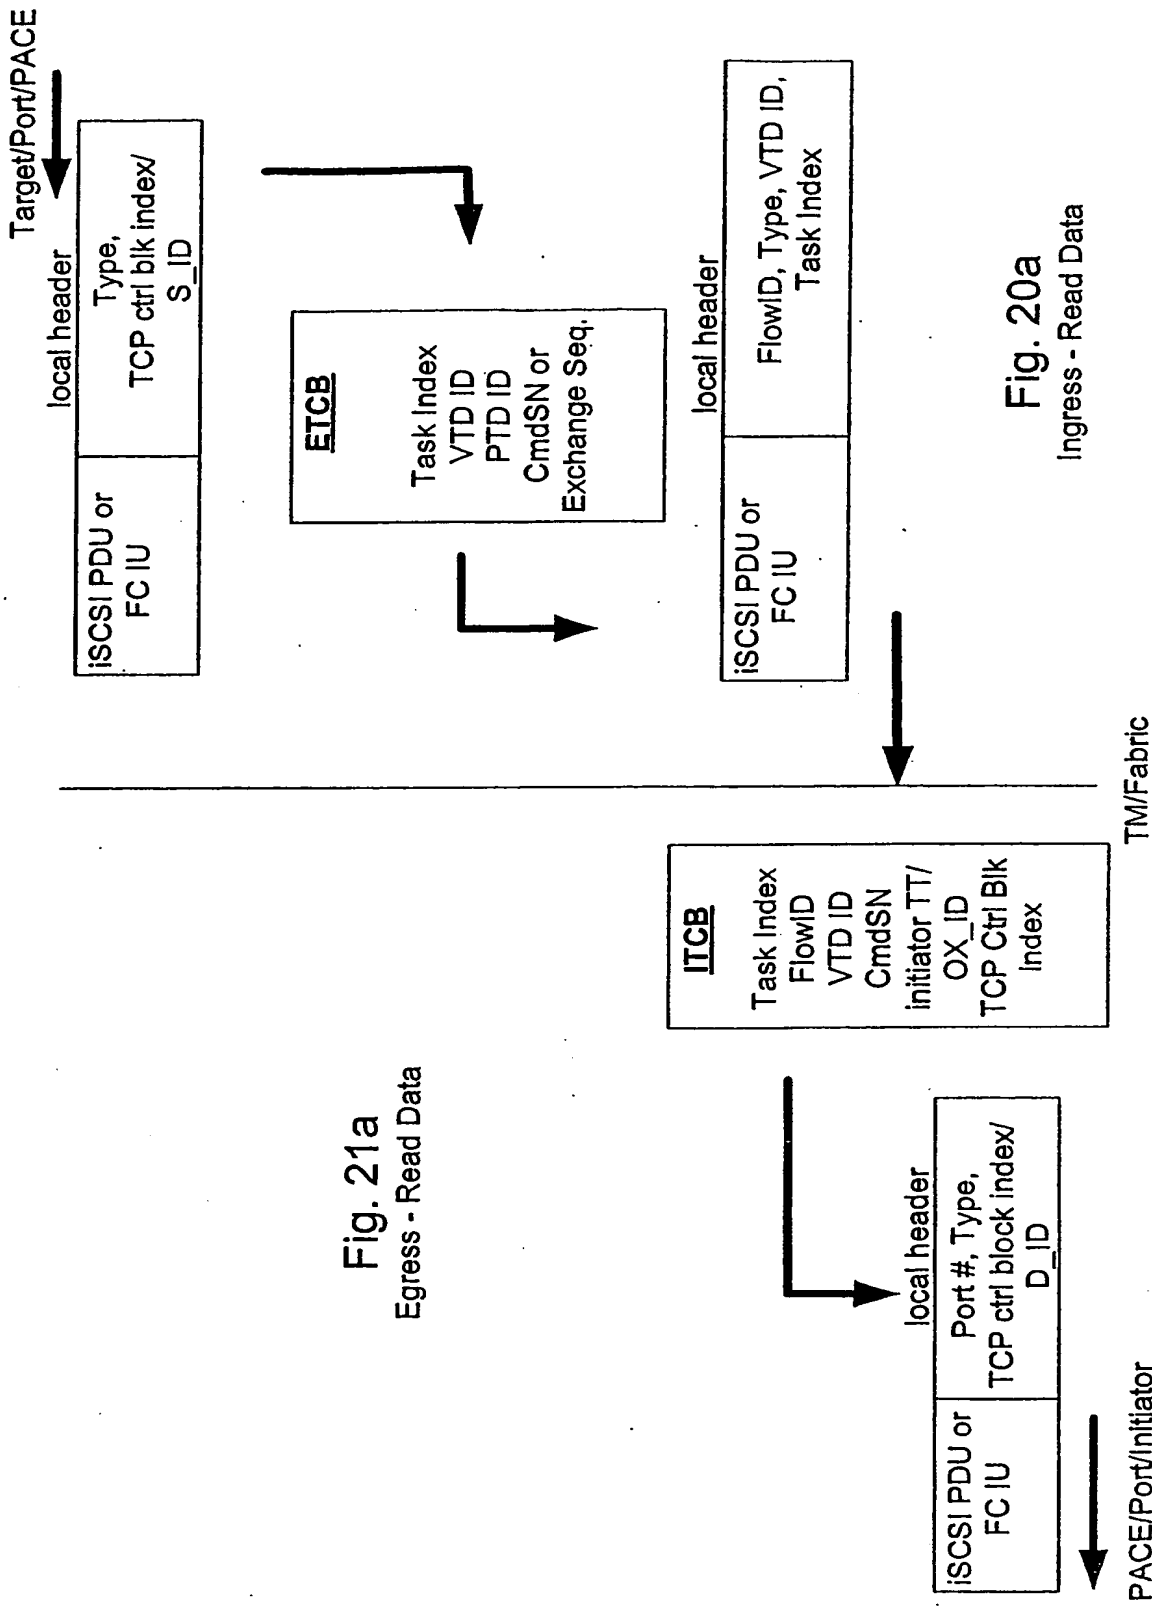 Target/Port/PACE
local header
iSCSI PDU or
FC IU
Type,
TCP ctrl blk index/
S_ID
ETCB
Task Index
VTD ID
PTD ID
CmdSN or
Exchange Seq.
local header
iSCSI PDU or
FC IU
FlowID, Type, VTD ID,
Task Index
Fig. 20a
Ingress - Read Data
TM/Fabric
ITCB
Task Index
FlowID
VTD ID
CmdSN
Initiator TT/
OX_ID
TCP Ctrl Blk
Index
Fig. 21a
Egress - Read Data
local header
iSCSI PDU or
FC IU
Port #, Type,
TCP ctrl block index/
D_ID
PACE/Port/Initiator